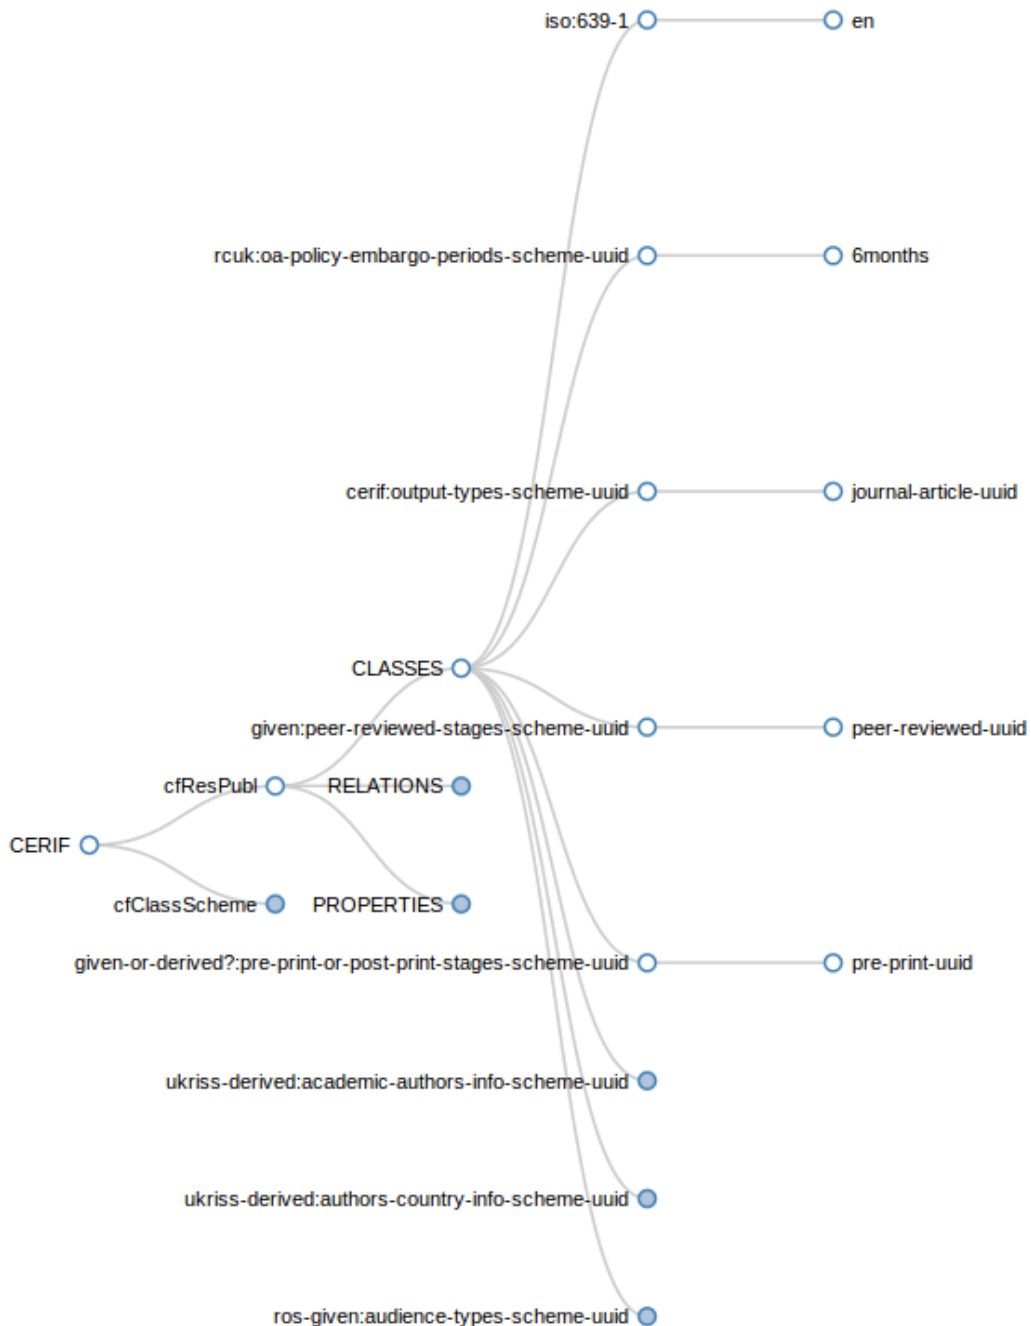 iso:639-1 en
rcuk:oa-policy-embargo-periods-scheme-uuid 6months
cerif:output-types-scheme-uuid journal-article-uuid
CLASSES
given:peer-reviewed-stages-scheme-uuid peer-reviewed-uuid
cfResPubl RELATIONS
CERIF
cfClassScheme PROPERTIES
given-or-derived?:pre-print-or-post-print-stages-scheme-uuid pre-print-uuid
ukriss-derived:academic-authors-info-scheme-uuid
ukriss-derived:authors-country-info-scheme-uuid
ros-given:audience-types-scheme-uuid